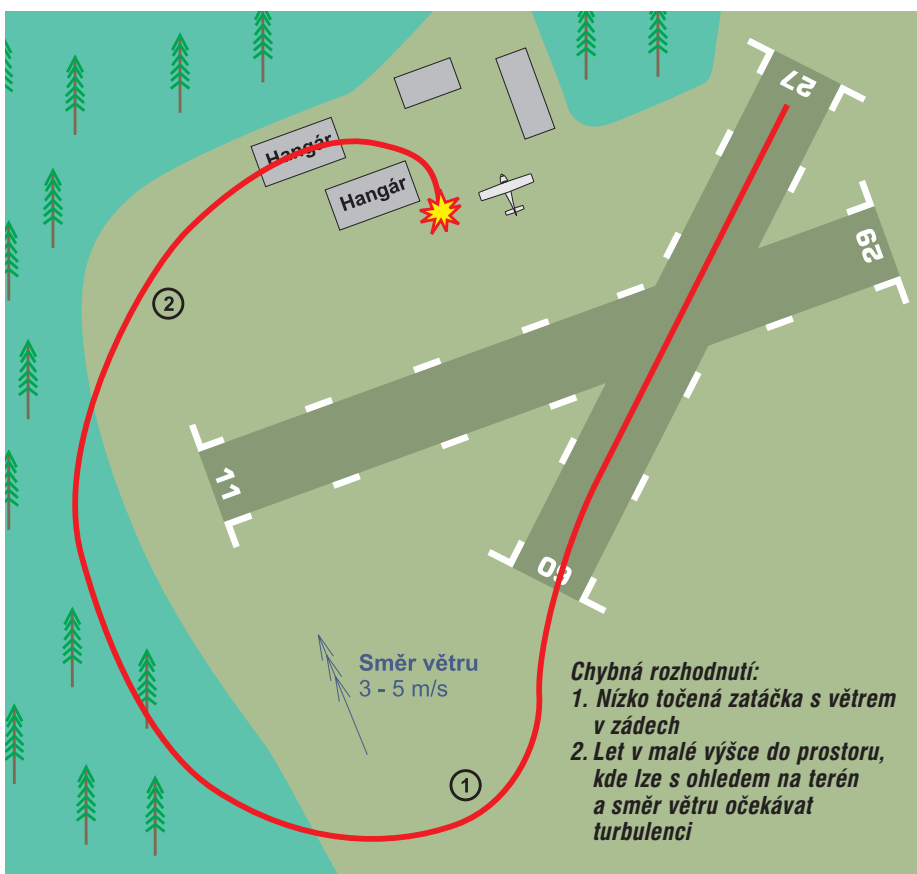 27
Hangár
Hangár
29
2
11
09
Směr větru
3 - 5 m/s
1
Chybná rozhodnutí:
1. Nízko točená zatáčka s větrem
v zádech
2. Let v malé výšce do prostoru,
kde lze s ohledem na terén
a směr větru očekávat
turbulenci